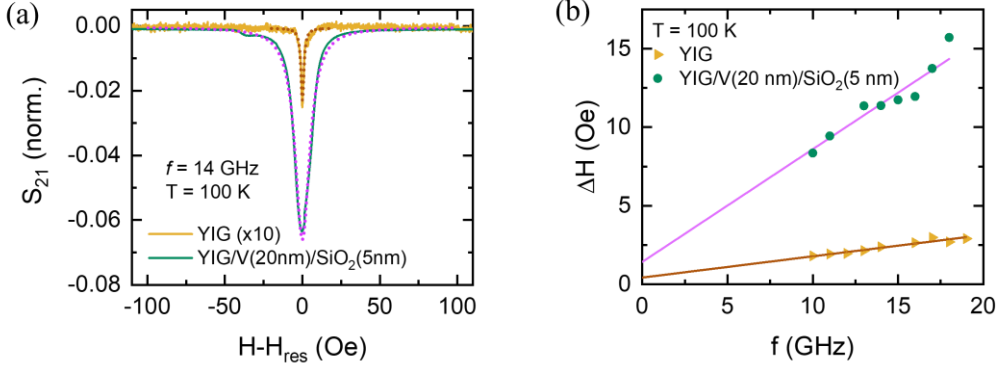 (a)
0.00
-0.02
-0.04
-0.06
-0.08
S₂₁ (norm.)
f = 14 GHz
T = 100 K
YIG (x10)
YIG/V(20nm)/SiO₂(5nm)
-100 -50 0 50 100
H-H_res (Oe)
(b)
15
10
5
0
ΔH (Oe)
T = 100 K
YIG
YIG/V(20 nm)/SiO₂(5 nm)
0 5 10 15 20
f (GHz)